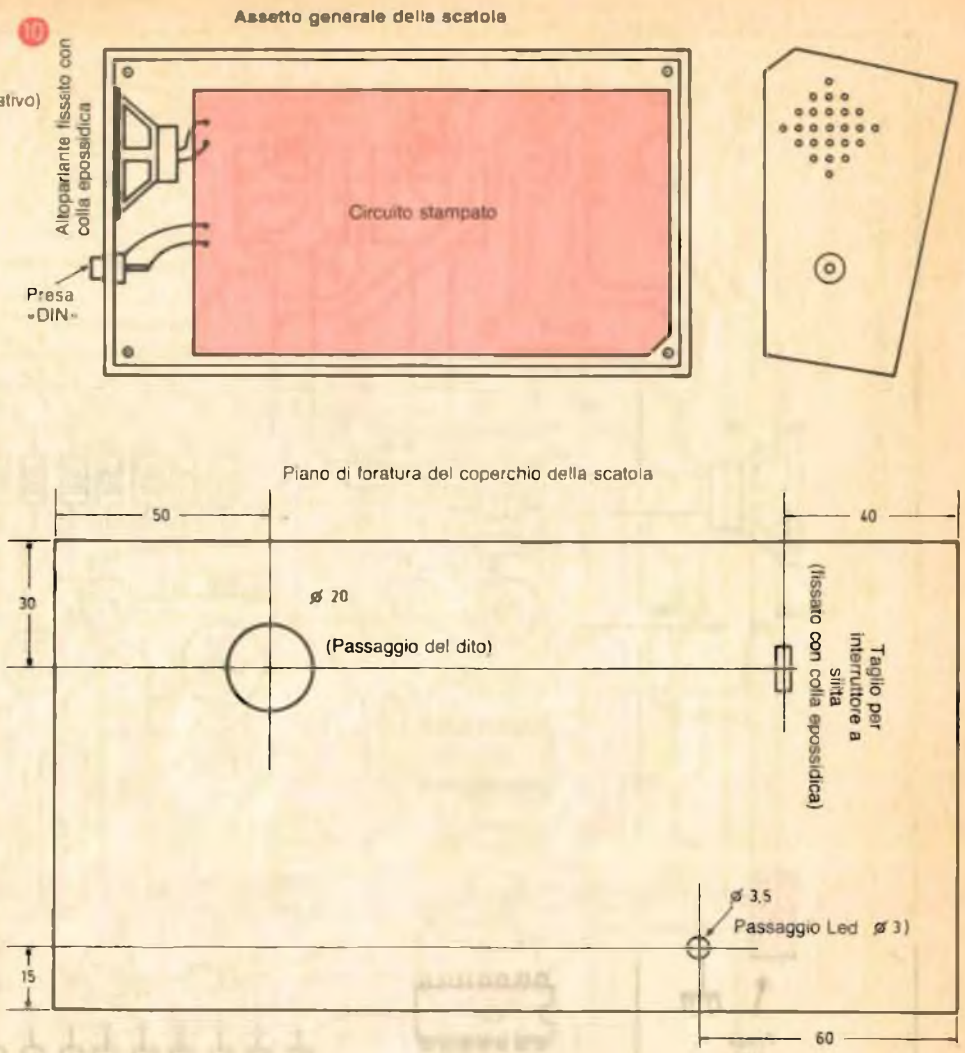 Assetto generale della scatola
10
ativo)
Altoparlante fissato con
colla epossidica
Circuito stampato
Presa
«DIN»
Piano di foratura del coperchio della scatola
50
40
30
ø 20
(Passaggio del dito)
Taglio per
interruttore a
slitta
(fissato con colla epossidica)
ø 3,5
Passaggio Led ø 3)
15
60